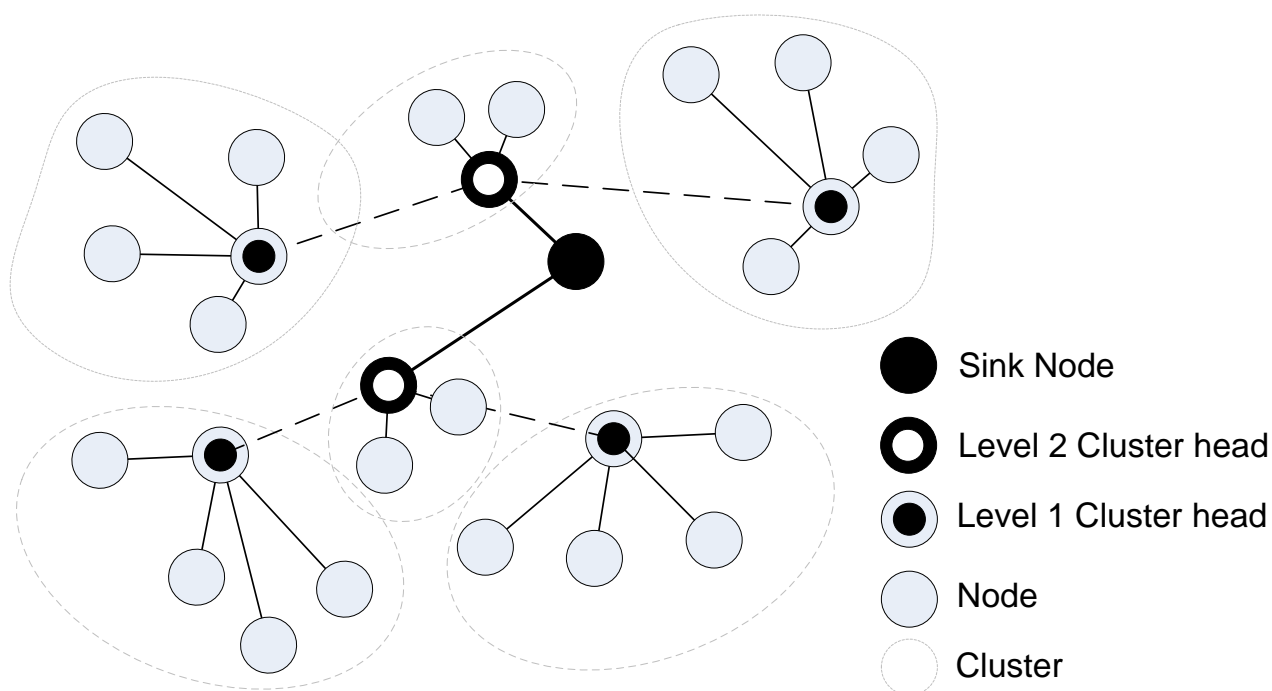 Sink Node
Level 2 Cluster head
Level 1 Cluster head
Node
Cluster